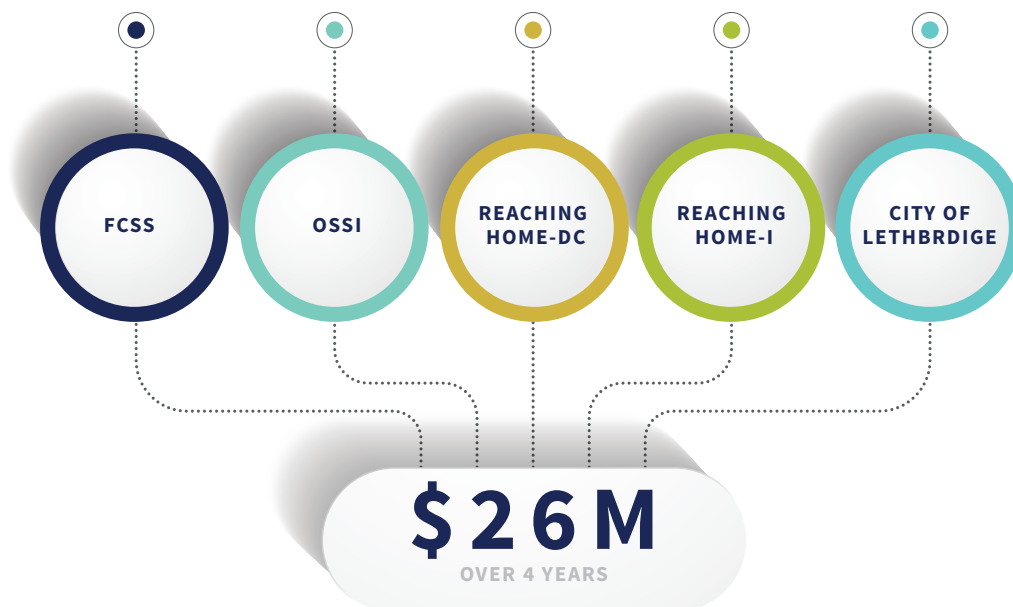 FCSS
OSSI
REACHING
HOME-DC
REACHING
HOME-I
CITY OF
LETHBRDIGE
$26M
OVER 4 YEARS